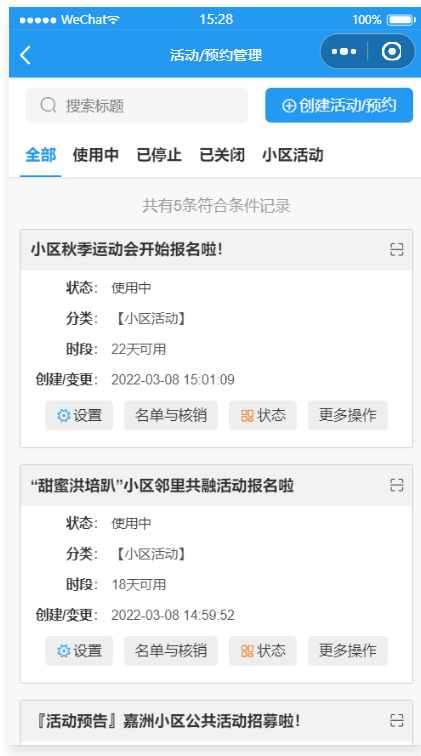 WeChat 15:28 100%
活动/预约管理
搜索标题 创建活动/预约
全部 使用中 已停止 已关闭 小区活动
共有5条符合条件记录
小区秋季运动会开始报名啦!
状态: 使用中
分类: 【小区活动】
时段: 22天可用
创建/变更: 2022-03-08 15:01:09
设置 名单与核销 状态 更多操作
“甜蜜洪培趴”小区邻里共融活动报名啦
状态: 使用中
分类: 【小区活动】
时段: 18天可用
创建/变更: 2022-03-08 14:59:52
设置 名单与核销 状态 更多操作
『活动预告』嘉洲小区公共活动招募啦!